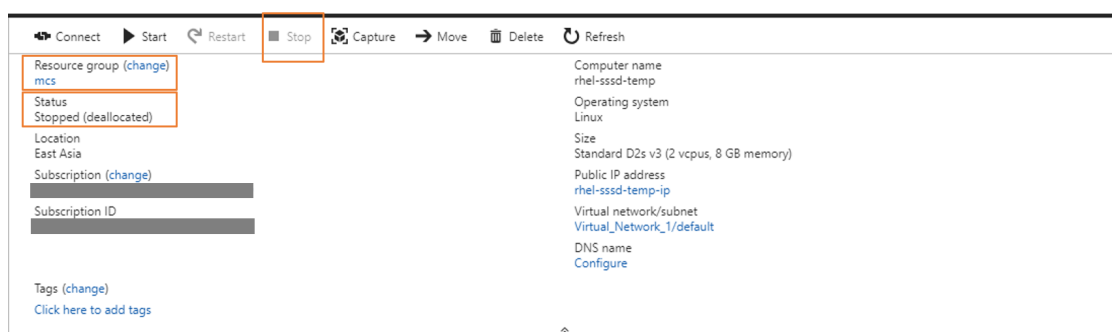 Connect Start Restart Stop Capture Move Delete Refresh
Resource group (change)
mcs
Status
Stopped (deallocated)
Location
East Asia
Subscription (change)
Subscription ID
Computer name
rhel-sssd-temp
Operating system
Linux
Size
Standard D2s v3 (2 vcpus, 8 GB memory)
Public IP address
rhel-sssd-temp-ip
Virtual network/subnet
Virtual_Network_1/default
DNS name
Configure
Tags (change)
Click here to add tags